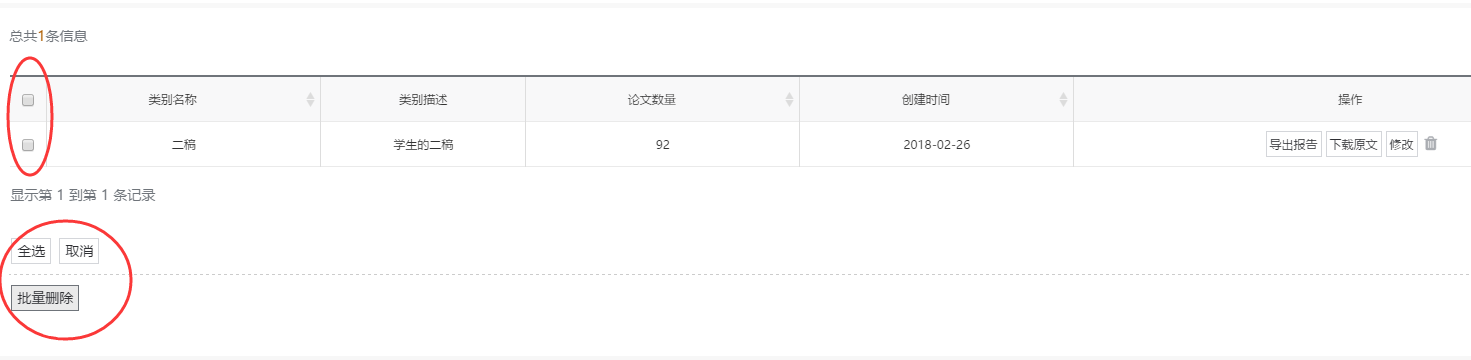 总共1条信息
类别名称 类别描述 论文数量 创建时间 操作
二稿 学生的二稿 92 2018-02-26 导出报告 下载原文 修改
显示第 1 到第 1 条记录
全选 取消
批量删除